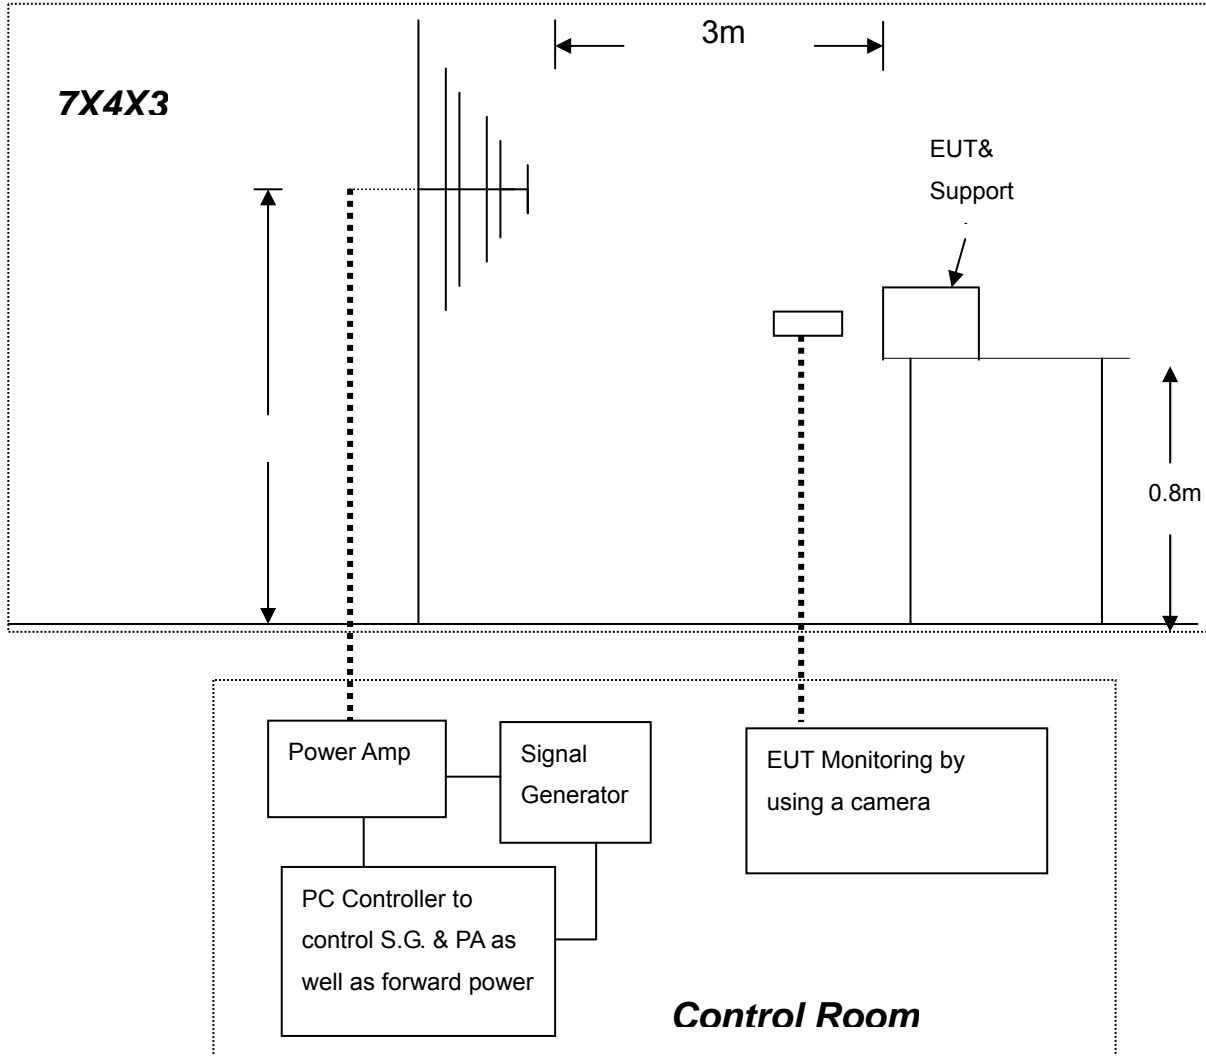 3m
7X4X3
EUT&
Support
0.8m
Power Amp
Signal
Generator
EUT Monitoring by
using a camera
PC Controller to
control S.G. & PA as
well as forward power
Control Room